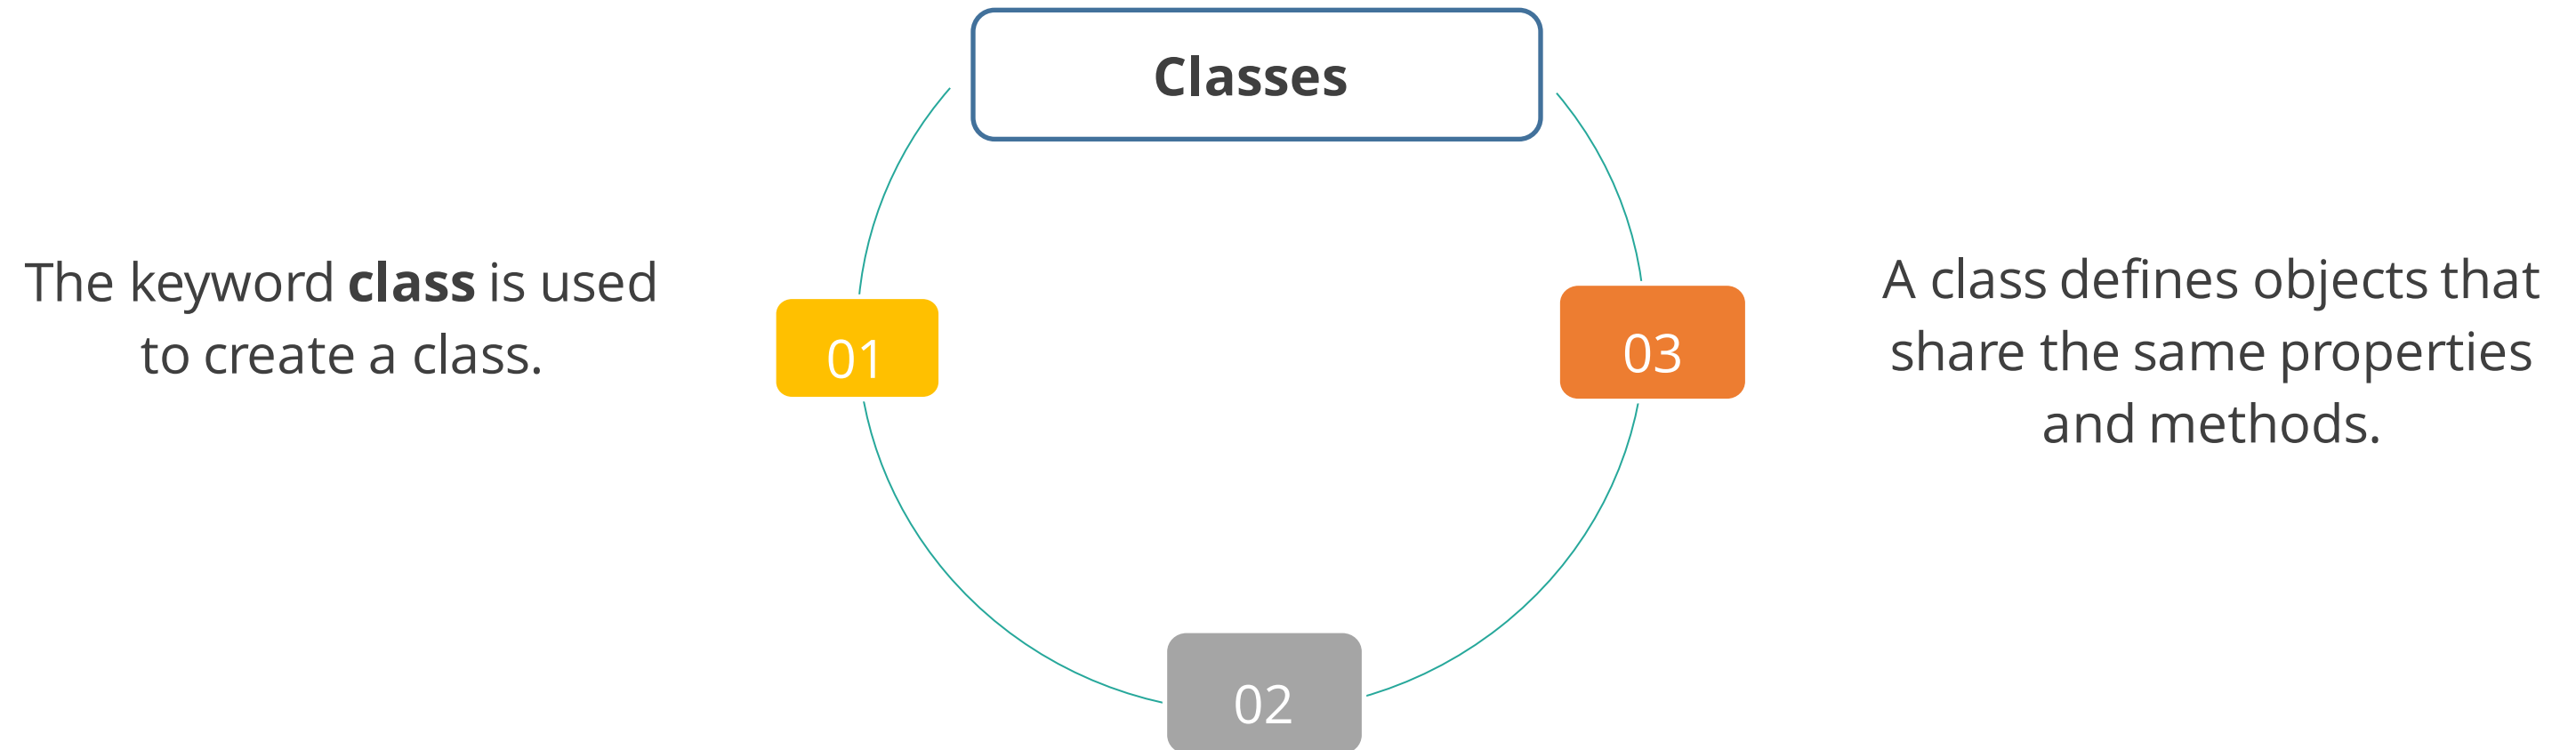 Classes
The keyword class is used
to create a class.
01
02
03
A class defines objects that
share the same properties
and methods.